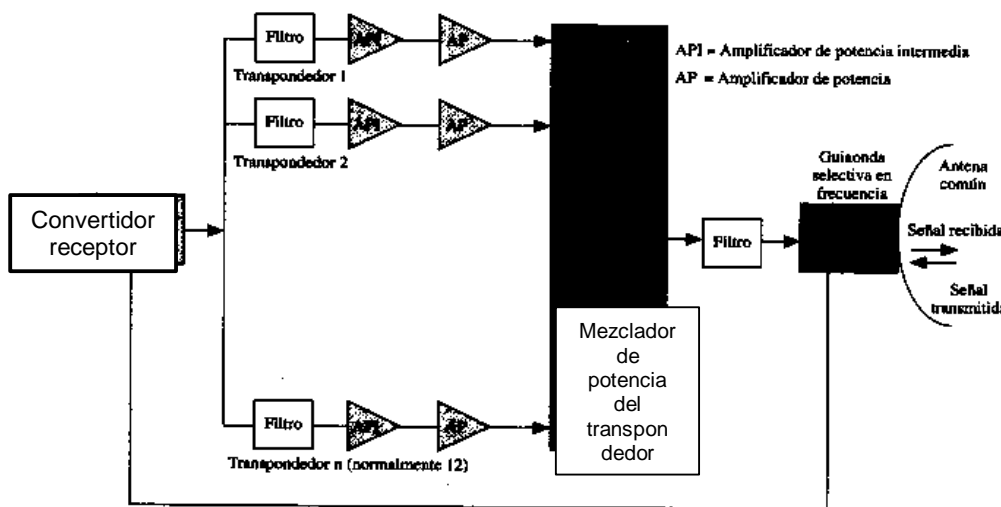 Filtro
API
AP
Transpondedor 1
API = Amplificador de potencia intermedia
AP = Amplificador de potencia
Filtro
API
AP
Transpondedor 2
Guiaonda
selectiva en
frecuencia
Antena
común
Convertidor
receptor
Filtro
Señal recibida
Señal
transmitida
Mezclador
de
potencia
del
transpon
dedor
Filtro
API
AP
Transpondedor n (normalmente 12)